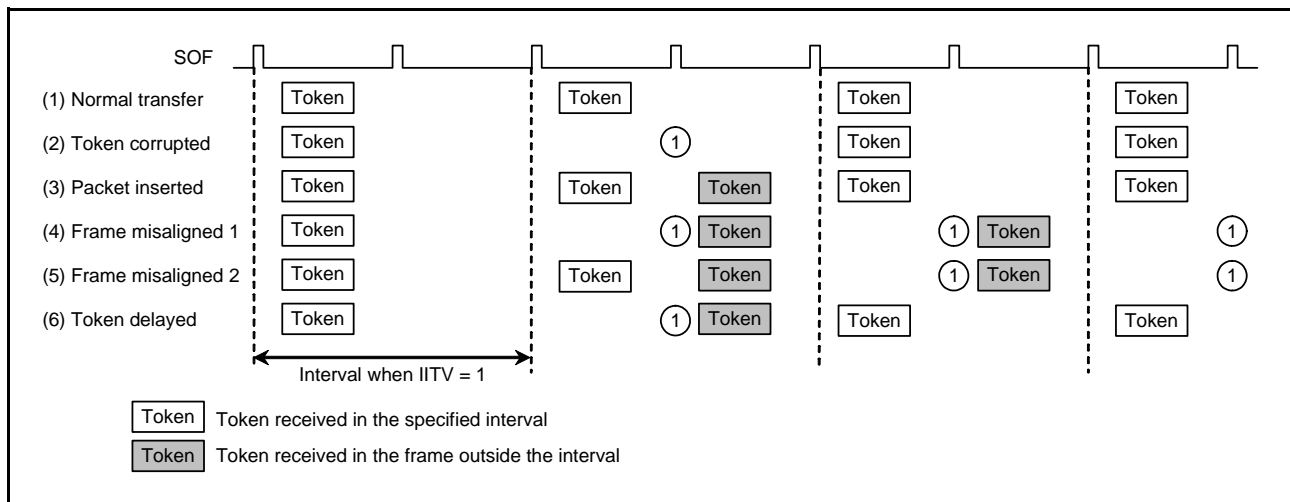 SOF
(1) Normal transfer Token Token Token Token
(2) Token corrupted Token 1 Token Token
(3) Packet inserted Token Token Token Token Token
(4) Frame misaligned 1 Token 1 Token 1 Token 1
(5) Frame misaligned 2 Token Token Token 1 Token 1
(6) Token delayed Token 1 Token Token Token
Interval when IITV = 1
Token Token received in the specified interval
Token Token received in the frame outside the interval